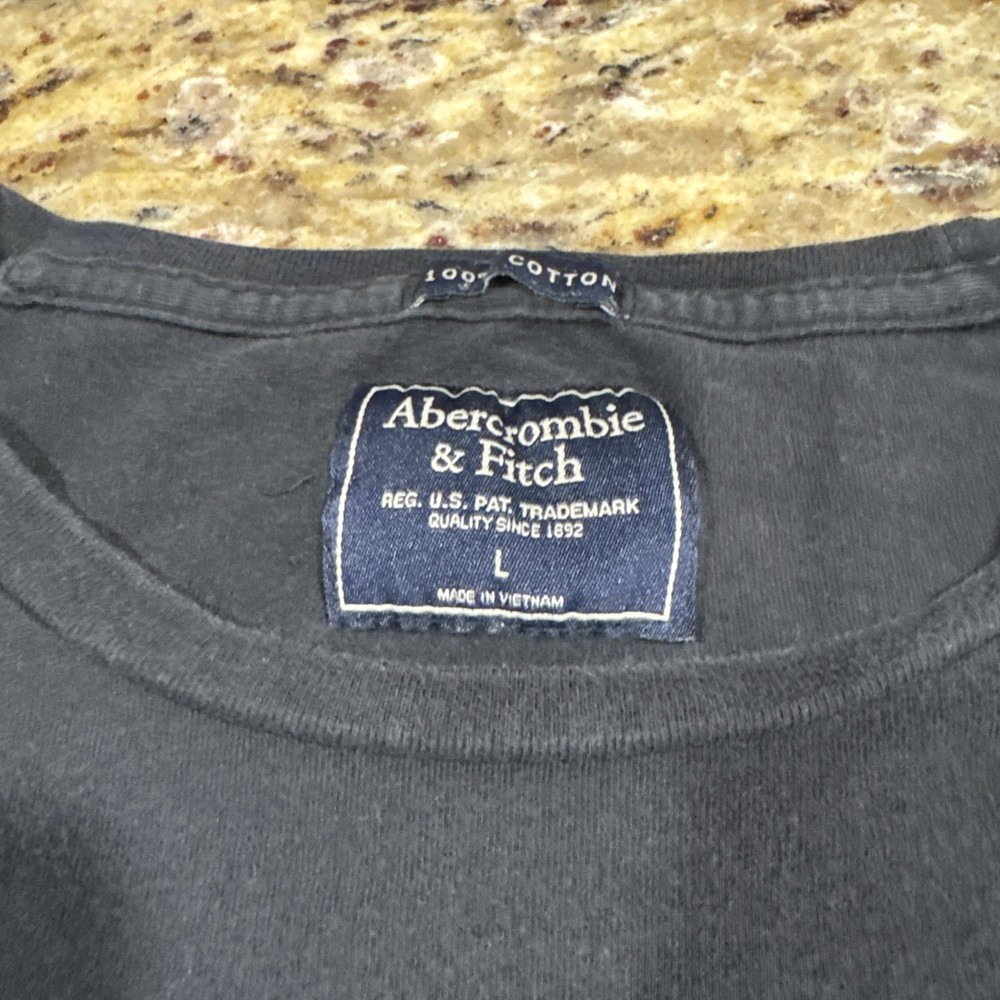 100% COTTON
Abercrombie
& Fitch
REG. U.S. PAT. TRADEMARK
QUALITY SINCE 1892
L
MADE IN VIETNAM